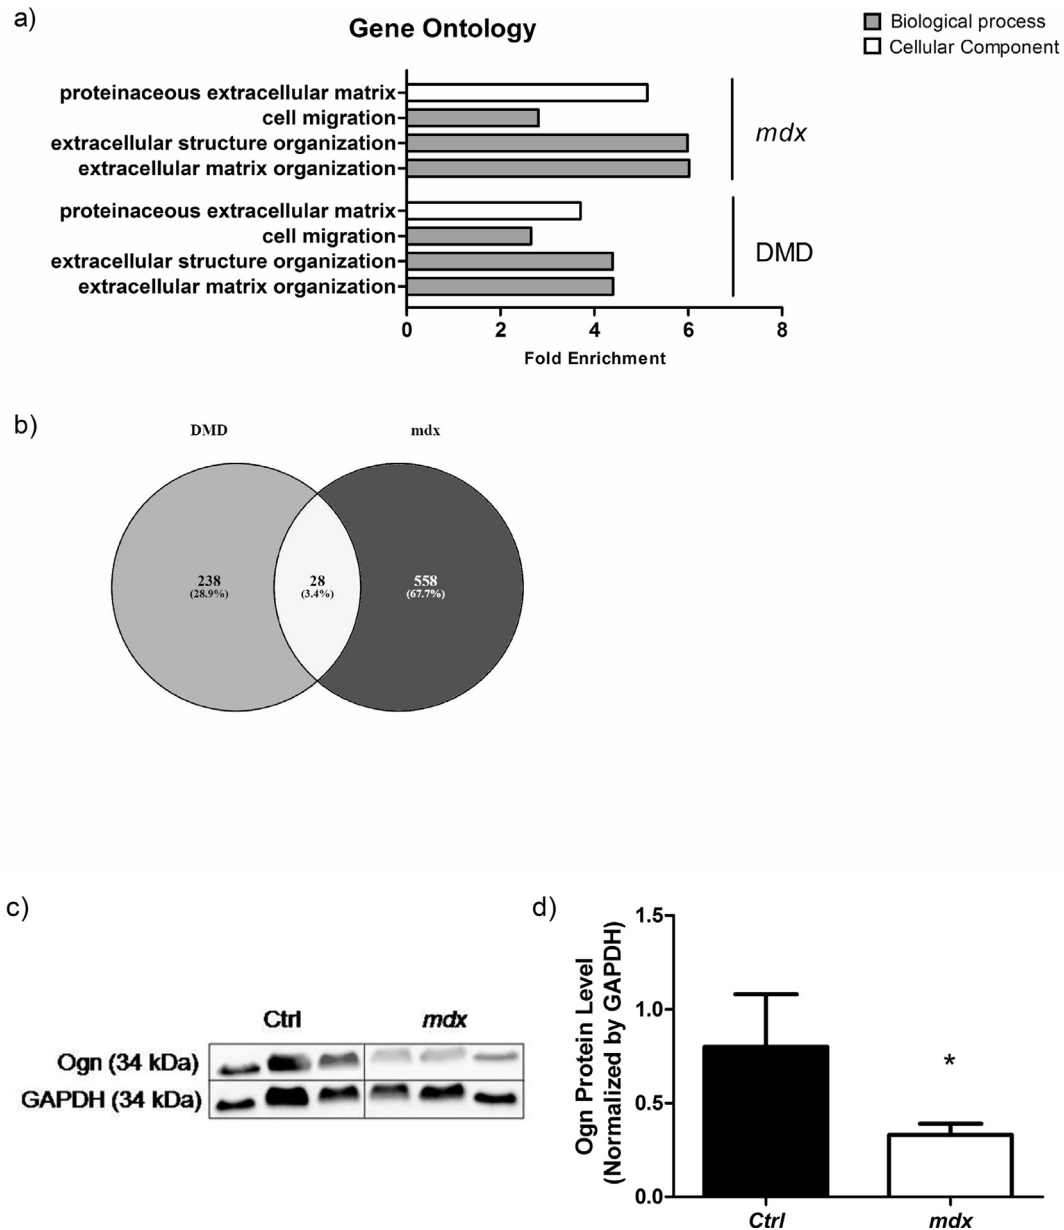 a)
Gene Ontology
Biological process
Cellular Component
proteinaceous extracellular matrix
cell migration
extracellular structure organization
extracellular matrix organization
mdx
proteinaceous extracellular matrix
cell migration
extracellular structure organization
extracellular matrix organization
DMD
0 2 4 6 8
Fold Enrichment
b)
DMD mdx
238 28 558
(28.9%) (3.4%) (67.7%)
c)
Ctrl mdx
Ogn (34 kDa)
GAPDH (34 kDa)
d)
Ogn Protein Level
(Normalized by GAPDH)
1.5
1.0
0.5
0.0
*
Ctrl mdx